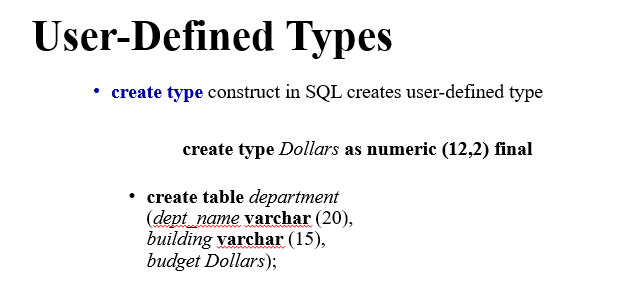 User-Defined Types
• create type construct in SQL creates user-defined type
create type Dollars as numeric (12,2) final
• create table department
(dept_name varchar (20),
building varchar (15),
budget Dollars);